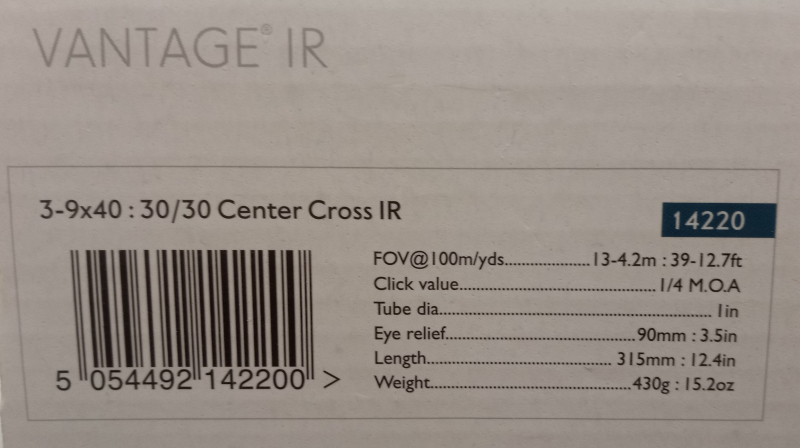 VANTAGE® IR
3-9x40 : 30/30 Center Cross IR
14220
FOV@100m/yds....................13-4.2m : 39-12.7ft
Click value..............................................1/4 M.O.A
Tube dia...............................................................1in
Eye relief............................................90mm : 3.5in
Length.......................................... 315mm : 12.4in
Weight..............................................430g : 15.2oz
5 054492 142200 >